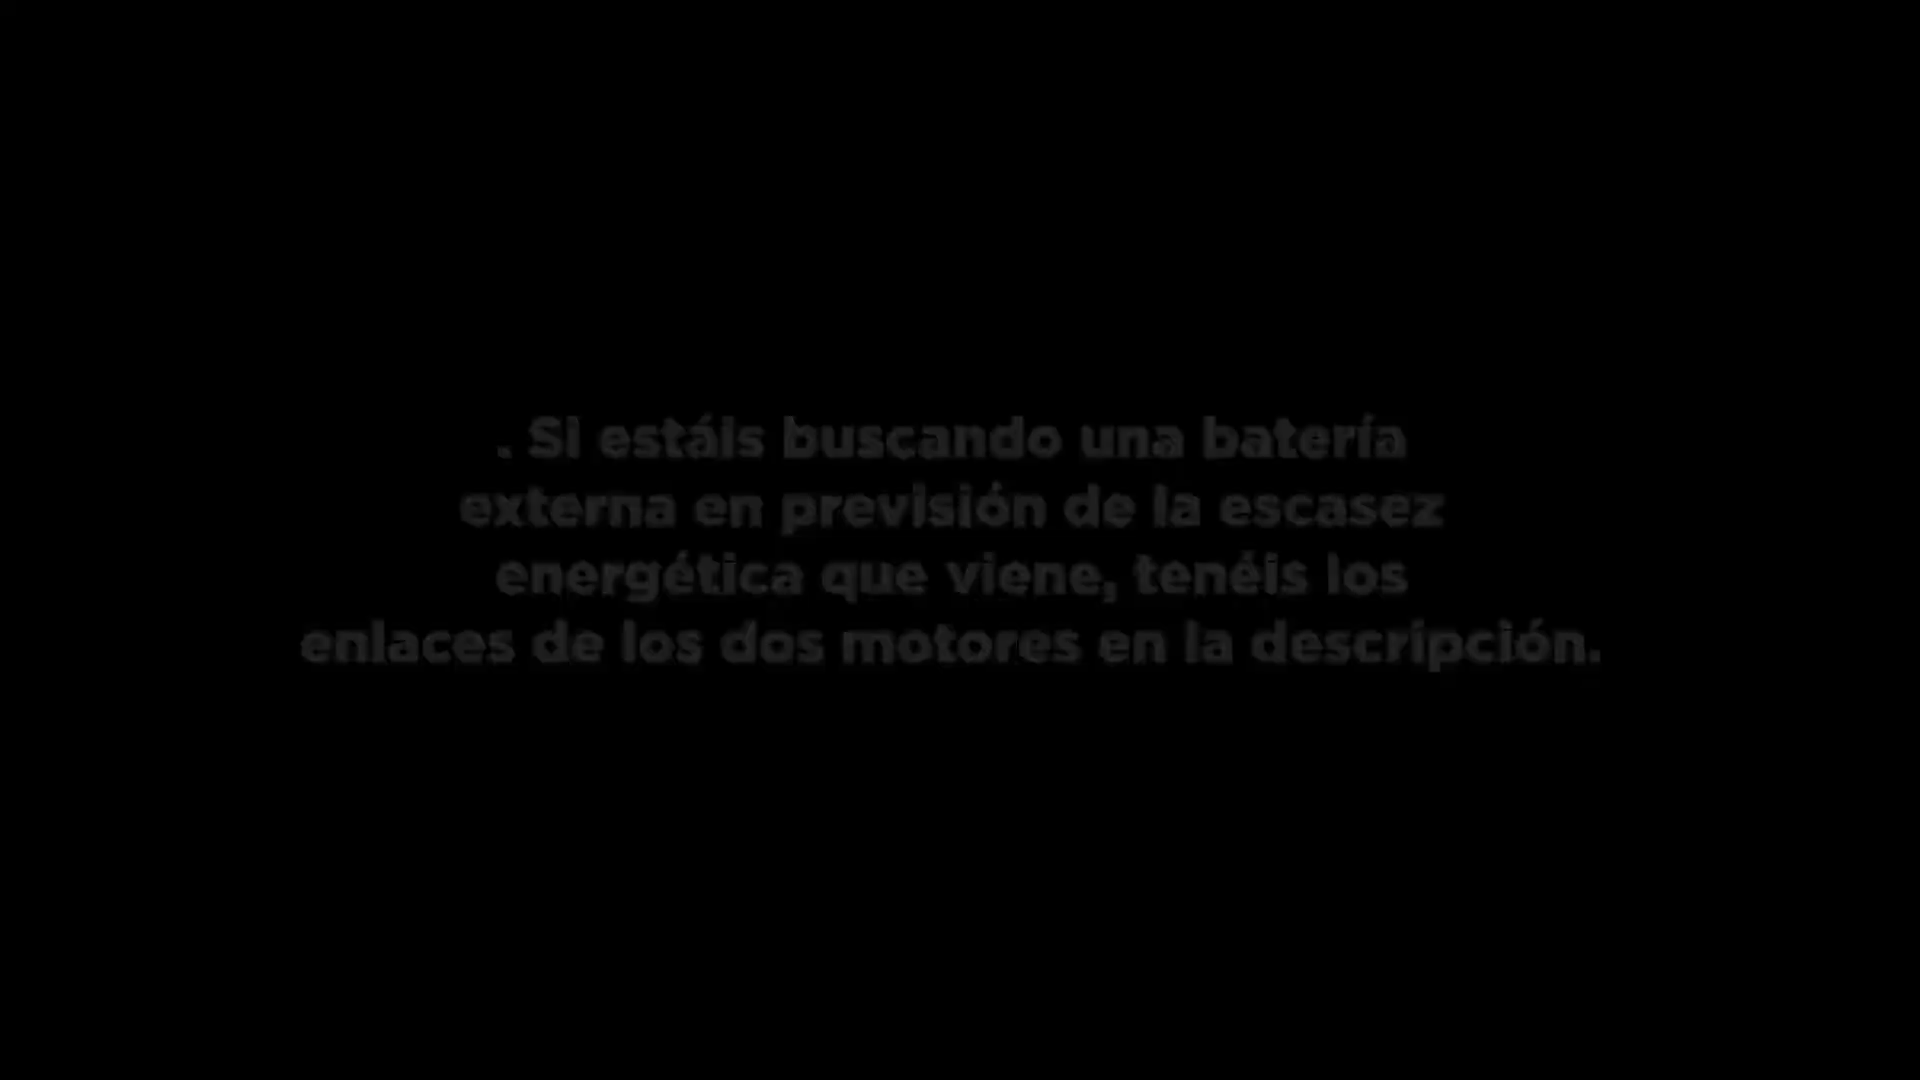 . Si estáis buscando una batería
externa en previsión de la escasez
energética que viene, tenéis los
enlaces de los dos motores en la descripción.